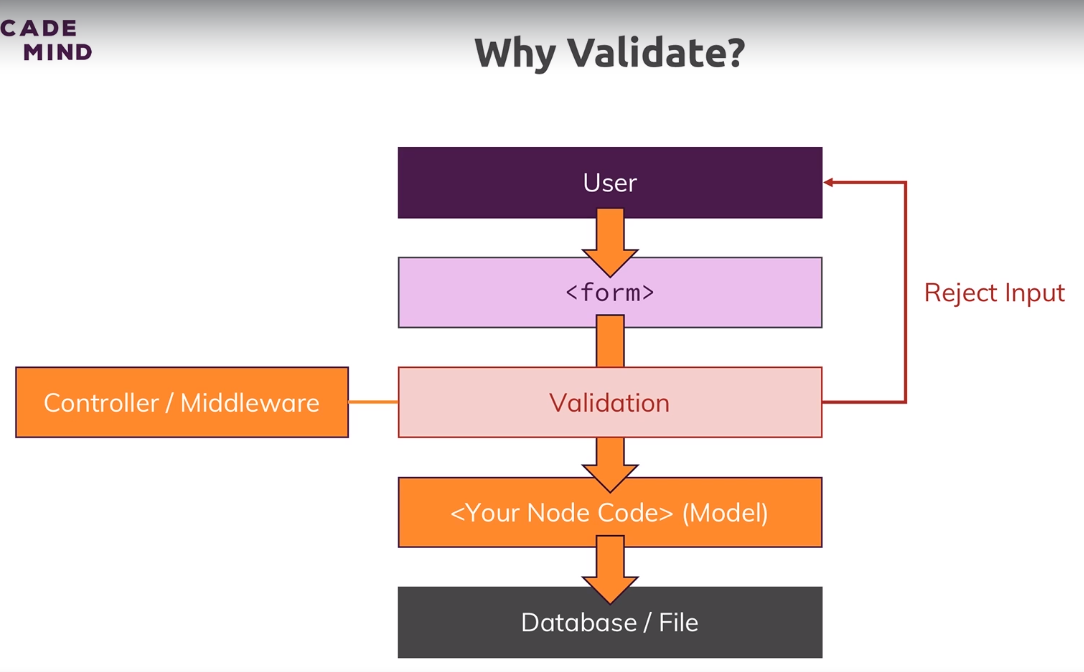 CADE
MIND
Why Validate?
User
<form>
Reject Input
Controller / Middleware
Validation
<Your Node Code> (Model)
Database / File